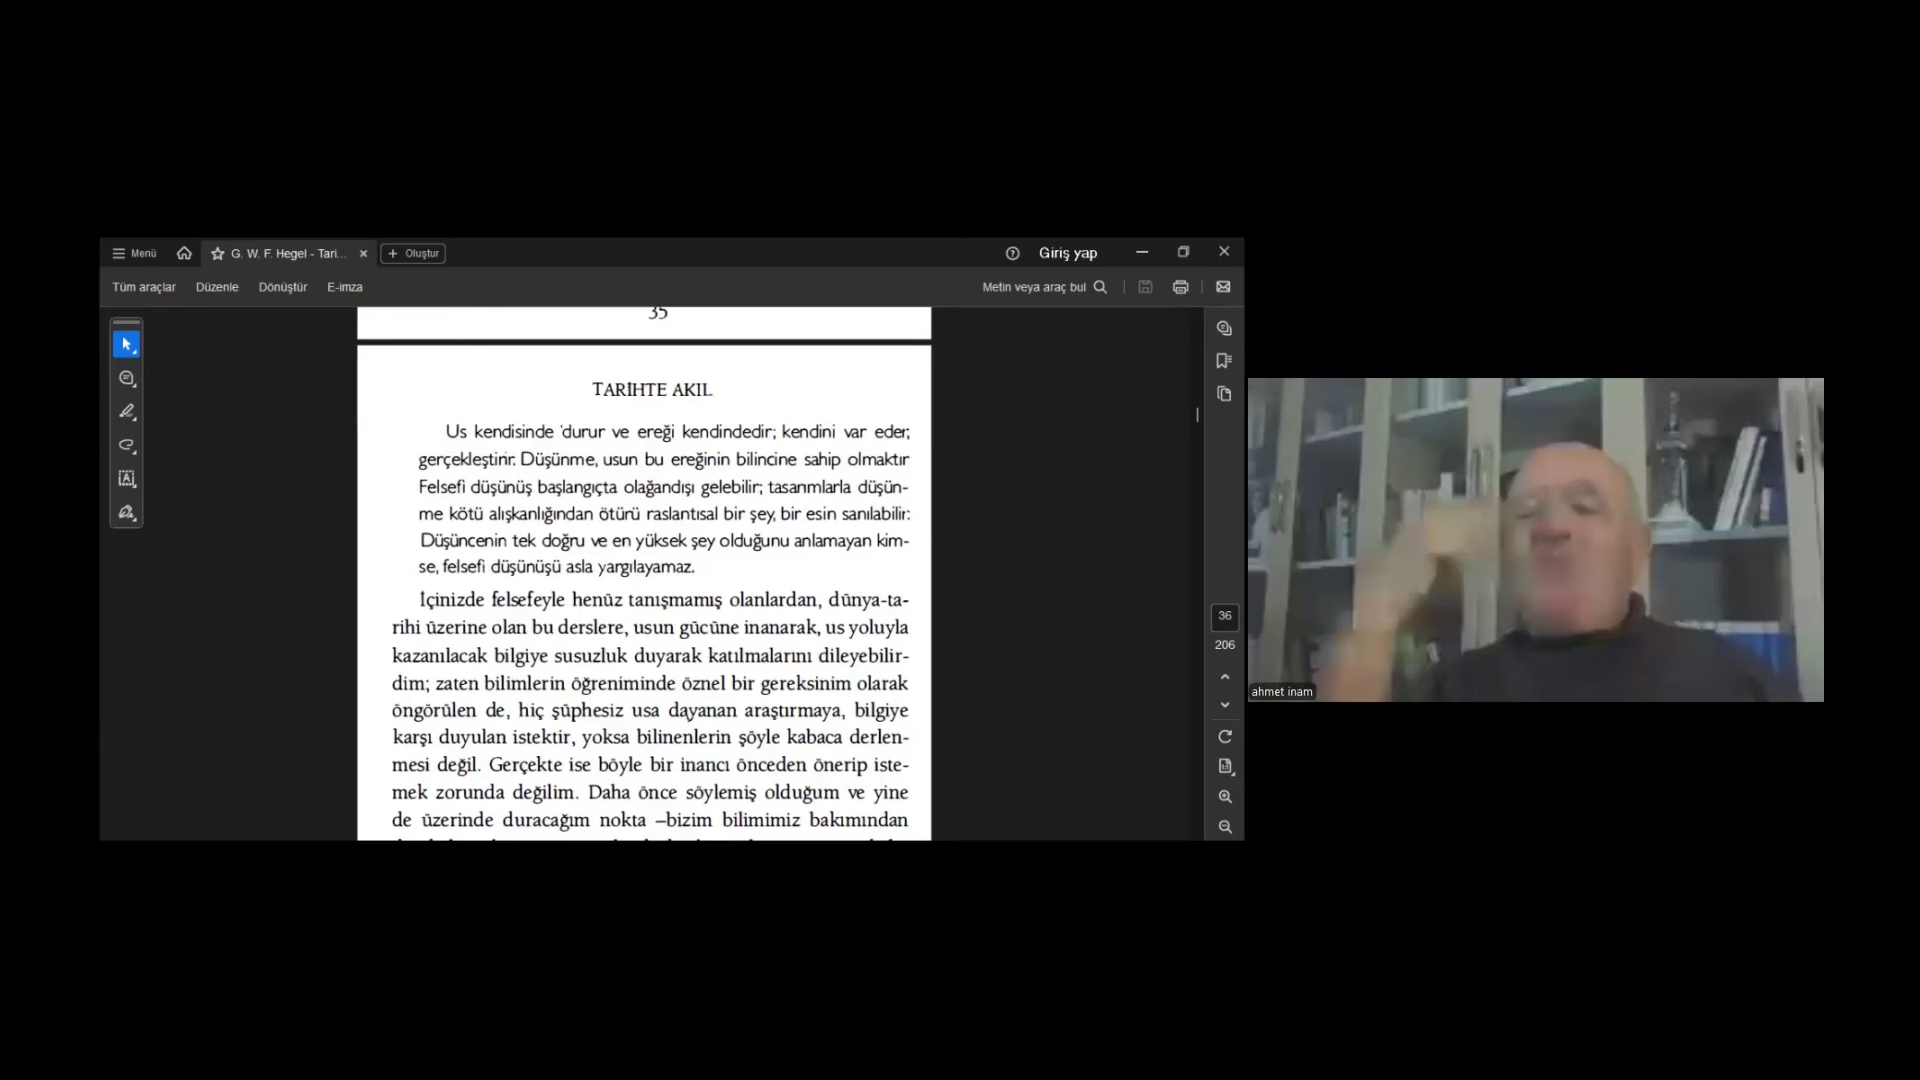 Menü
G. W. F. Hegel - Tari...
Oluştur
Giriş yap
Tüm araçlar
Düzenle
Dönüştür
E-imza
Metin veya araç bul
35
TARİHTE AKIL
Us kendisinde durur ve ereği kendindedir; kendini var eder,
gerçekleştirir. Düşünme, usun bu ereğinin bilincine sahip olmaktır
Felsefi düşünüş başlangıçta olağandışı gelebilir; tasarımlarla düşün-
me kötü alışkanlığından ötürü raslantısal bir şey, bir esin sanılabilir:
Düşüncenin tek doğru ve en yüksek şey olduğunu anlamayan kim-
se, felsefi düşünüşü asla yargılayamaz.
İçinizde felsefeyle henüz tanışmamış olanlardan, dünya-ta-
rihi üzerine olan bu derslere, usun gücüne inanarak, us yoluyla
kazanılacak bilgiye susuzluk duyarak katılmalarını dileyebilir-
dim; zaten bilimlerin öğreniminde öznel bir gereksinim olarak
öngörülen de, hiç şüphesiz usa dayanan araştırmaya, bilgiye
karşı duyulan istektir, yoksa bilinenlerin şöyle kabaca derlen-
mesi değil. Gerçekte ise böyle bir inancı önceden önerip iste-
mek zorunda değilim. Daha önce söylemiş olduğum ve yine
de üzerinde duracağım nokta –bizim bilimimiz bakımından
36
206
ahmet inam